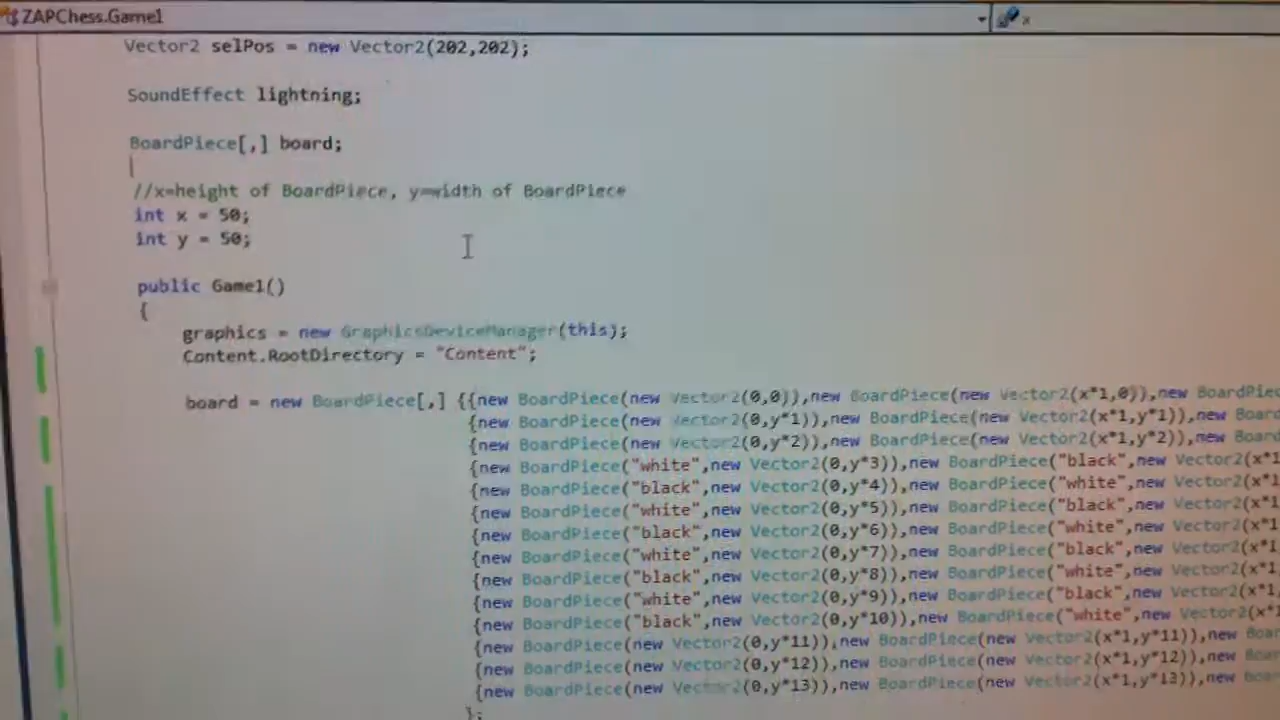 ZAPChess.Game1
Vector2 selPos = new Vector2(202,202);
SoundEffect lightning;
BoardPiece[,] board;
//x=height of BoardPiece, y=width of BoardPiece
int x = 50;
int y = 50;
public Game1()
{
graphics = new GraphicsDeviceManager(this);
Content.RootDirectory = "Content";
board = new BoardPiece[,] {{new BoardPiece(new Vector2(0,0)),new BoardPiece(new Vector2(x*1,0)),new BoardPiec
{new BoardPiece(new Vector2(0,y*1)),new BoardPiece(new Vector2(x*1,y*1)),new Board
{new BoardPiece(new Vector2(0,y*2)),new BoardPiece(new Vector2(x*1,y*2)),new Board
{new BoardPiece("white",new Vector2(0,y*3)),new BoardPiece("black",new Vector2(x*1
{new BoardPiece("black",new Vector2(0,y*4)),new BoardPiece("white",new Vector2(x*1
{new BoardPiece("white",new Vector2(0,y*5)),new BoardPiece("black",new Vector2(x*1
{new BoardPiece("black",new Vector2(0,y*6)),new BoardPiece("white",new Vector2(x*1
{new BoardPiece("white",new Vector2(0,y*7)),new BoardPiece("black",new Vector2(x*1
{new BoardPiece("black",new Vector2(0,y*8)),new BoardPiece("white",new Vector2(x*1,
{new BoardPiece("white",new Vector2(0,y*9)),new BoardPiece("black",new Vector2(x*1,
{new BoardPiece("black",new Vector2(0,y*10)),new BoardPiece("white",new Vector2(x*
{new BoardPiece(new Vector2(0,y*11)),new BoardPiece(new Vector2(x*1,y*11)),new Boa
{new BoardPiece(new Vector2(0,y*12)),new BoardPiece(new Vector2(x*1,y*12)),new Boa
{new BoardPiece(new Vector2(0,y*13)),new BoardPiece(new Vector2(x*1,y*13)),new Boa
};